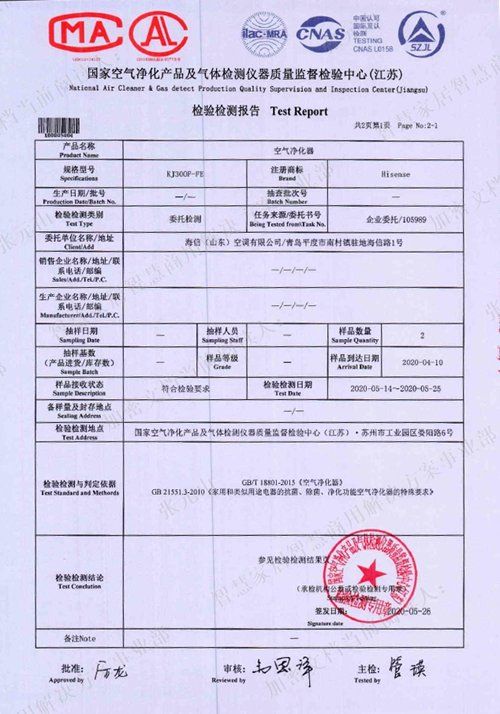 MA
AL
ilac-MRA
CNAS
中国认可
国际互认
检测
TESTING
CNAS L0158
SZJL
国家空气净化产品及气体检测仪器质量监督检验中心(江苏)
National Air Cleaner & Gas detect Production Quality Supervision and Inspection Center(Jiangsu)
检验检测报告 Test Report
共2页第1页 Page No:2-1
产品名称 空气净化器
Product Name
规格型号 KJ300F-FE 注册商标 Hisense
Specifications Brand
生产日期/批号 —/— 抽查批次号 —
Production Date/Batch No. Batch Number
检验检测类别 委托检测 任务来源/委托书号 企业委托/105989
Test Type Being Tested from\Task No.
委托单位名称/地址 海信(山东)空调有限公司/青岛平度市南村镇驻地海信路1号
Client/Add
销售企业名称/地址/联
系电话/邮编 —/—/—/—
Sales/Add./Tel./P.C.
生产企业名称/地址/联
系电话/邮编 —/—/—/—
Manufacturer/Add./Tel./P.C.
抽样日期 — 抽样人员 — 样品数量 2
Sampling Date Sampling Staff Sample Quantity
抽样基数
(产品进货/库存数) — 样品等级 — 样品到达日期 2020-04-10
Sample Batch Grade Arrival Date
样品接收状态 符合检验要求 检验检测日期 2020-05-14~2020-05-25
Sample Description Test Date
备样量及封存地点 —/—
Sealing Address
检验检测地点 国家空气净化产品及气体检测仪器质量监督检验中心(江苏)·苏州市工业园区娄阳路6号
Test Address
检验检测与判定依据 GB/T 18801-2015《空气净化器》
Test Standard and Methords GB 21551.3-2010《家用和类似用途电器的抗菌、除菌、净化功能空气净化器的特殊要求》
参见检验检测结果页
检验检测结论 (承检机构公章或检验检测专用章)
Test Conclution
签发日期: 2020-05-26
Signature date
备注Note —
批准: 审核: 主检:
Approved by Reviewed by Tested by